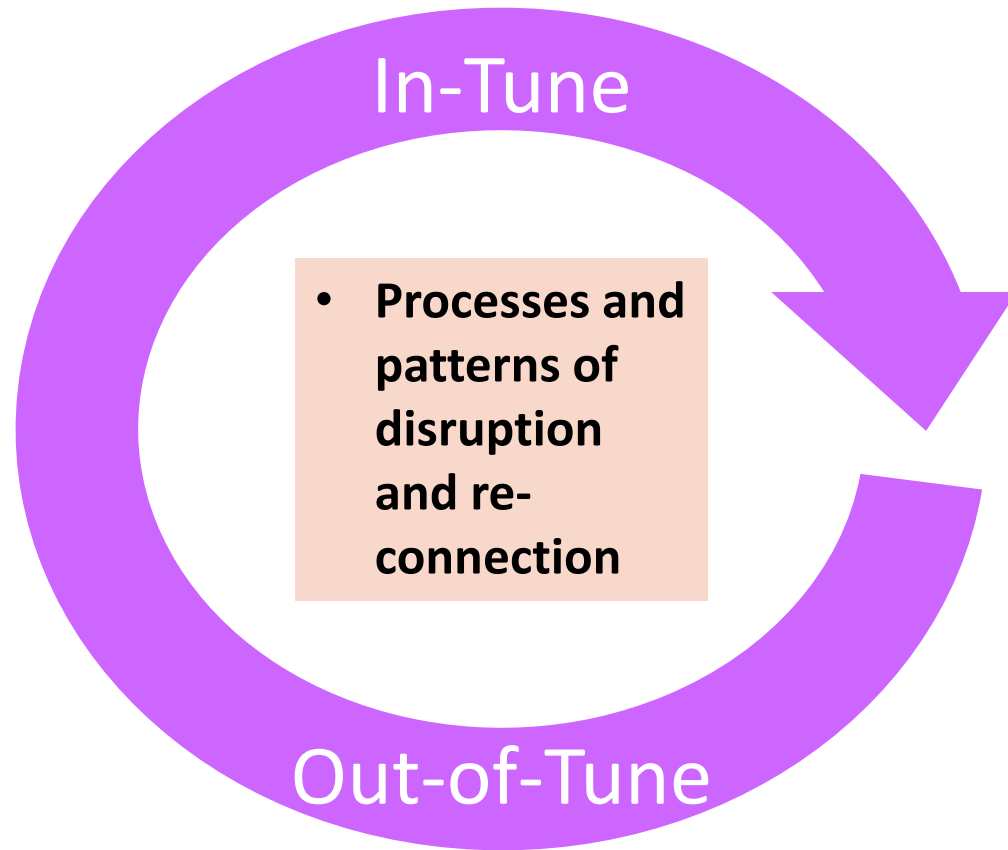 In-Tune
• Processes and
patterns of
disruption
and re-
connection
Out-of-Tune